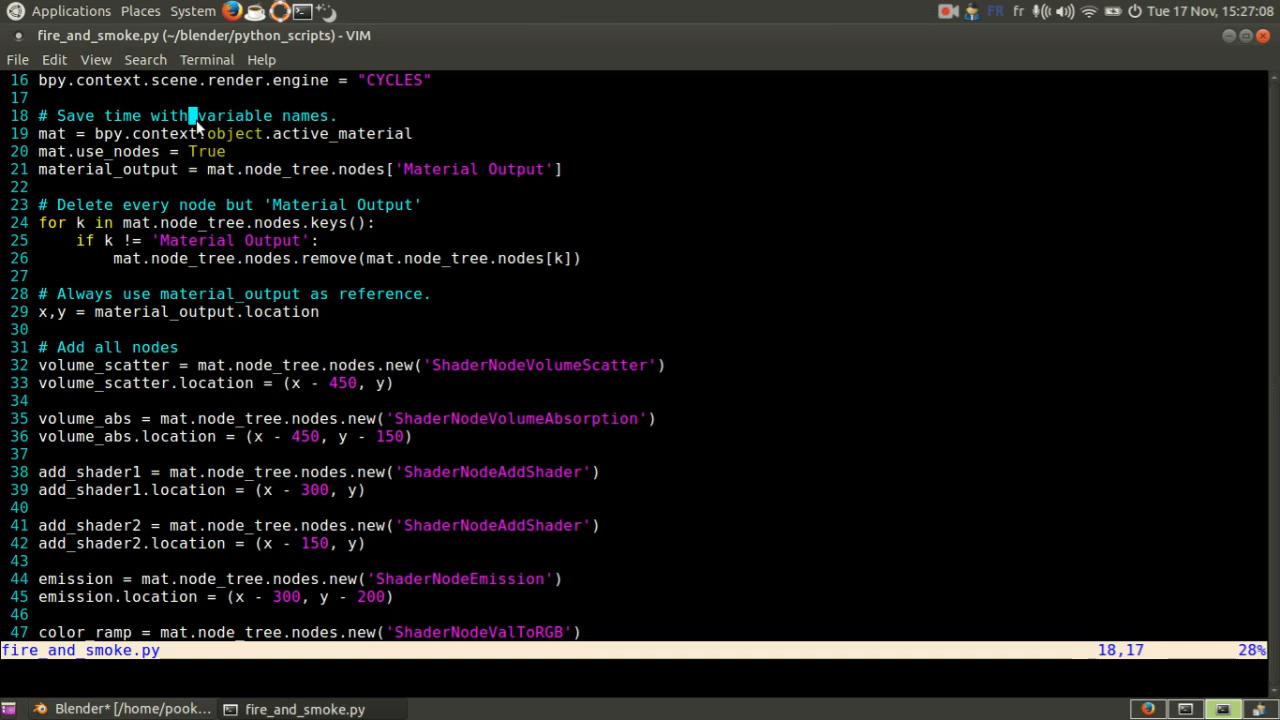 Applications Places System FR fr Tue 17 Nov, 15:27:08
fire_and_smoke.py (~/blender/python_scripts) - VIM
File Edit View Search Terminal Help
16 bpy.context.scene.render.engine = "CYCLES"
17
18 # Save time with variable names.
19 mat = bpy.context.object.active_material
20 mat.use_nodes = True
21 material_output = mat.node_tree.nodes['Material Output']
22
23 # Delete every node but 'Material Output'
24 for k in mat.node_tree.nodes.keys():
25     if k != 'Material Output':
26         mat.node_tree.nodes.remove(mat.node_tree.nodes[k])
27
28 # Always use material_output as reference.
29 x,y = material_output.location
30
31 # Add all nodes
32 volume_scatter = mat.node_tree.nodes.new('ShaderNodeVolumeScatter')
33 volume_scatter.location = (x - 450, y)
34
35 volume_abs = mat.node_tree.nodes.new('ShaderNodeVolumeAbsorption')
36 volume_abs.location = (x - 450, y - 150)
37
38 add_shader1 = mat.node_tree.nodes.new('ShaderNodeAddShader')
39 add_shader1.location = (x - 300, y)
40
41 add_shader2 = mat.node_tree.nodes.new('ShaderNodeAddShader')
42 add_shader2.location = (x - 150, y)
43
44 emission = mat.node_tree.nodes.new('ShaderNodeEmission')
45 emission.location = (x - 300, y - 200)
46
47 color_ramp = mat.node_tree.nodes.new('ShaderNodeValToRGB')
fire_and_smoke.py 18,17 28%
Blender* [/home/pook... fire_and_smoke.py